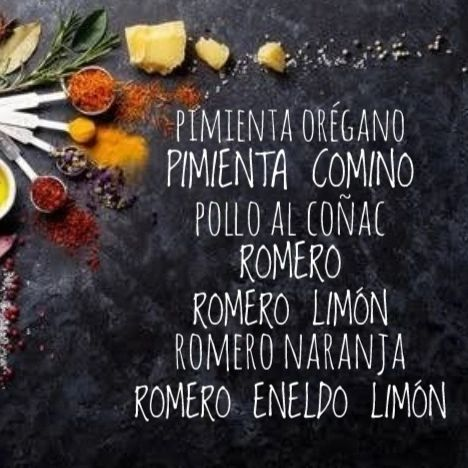 PIMIENTA ORÉGANO
PIMIENTA COMINO
POLLO AL COÑAC
ROMERO
ROMERO LIMÓN
ROMERO NARANJA
ROMERO ENELDO LIMÓN